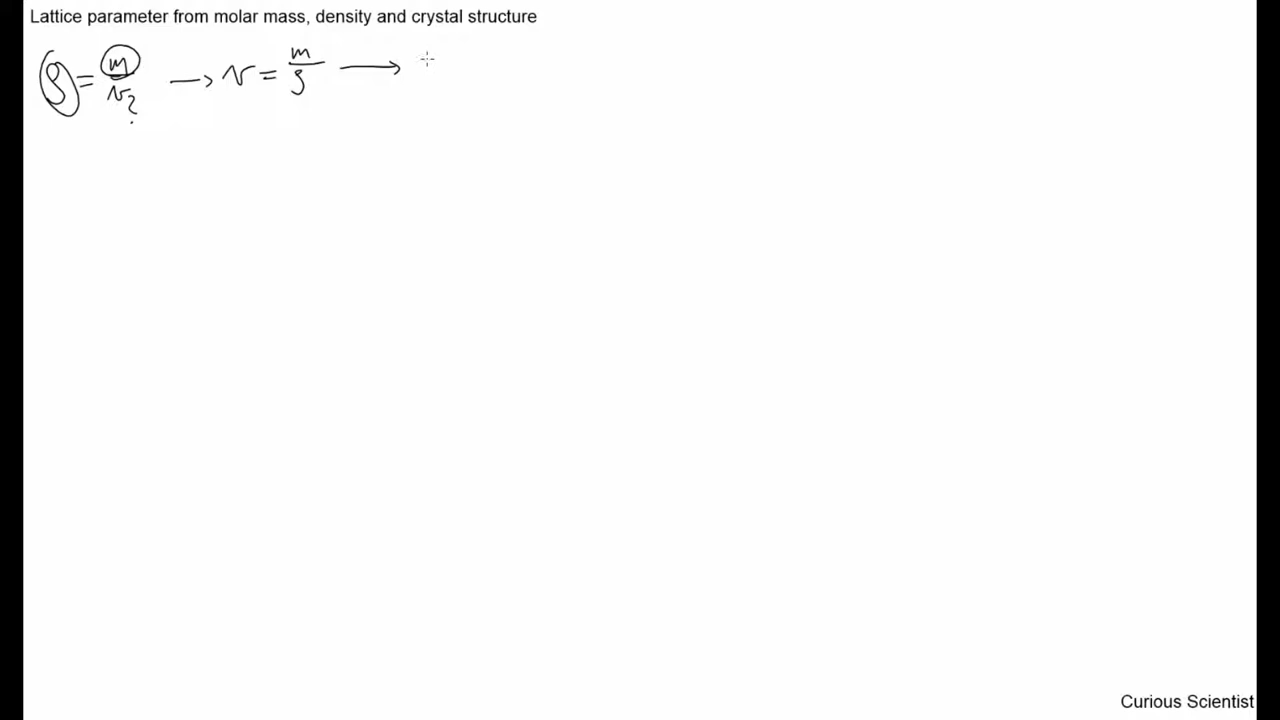 Lattice parameter from molar mass, density and crystal structure
ρ = m/v? → v = m/ρ →
Curious Scientist